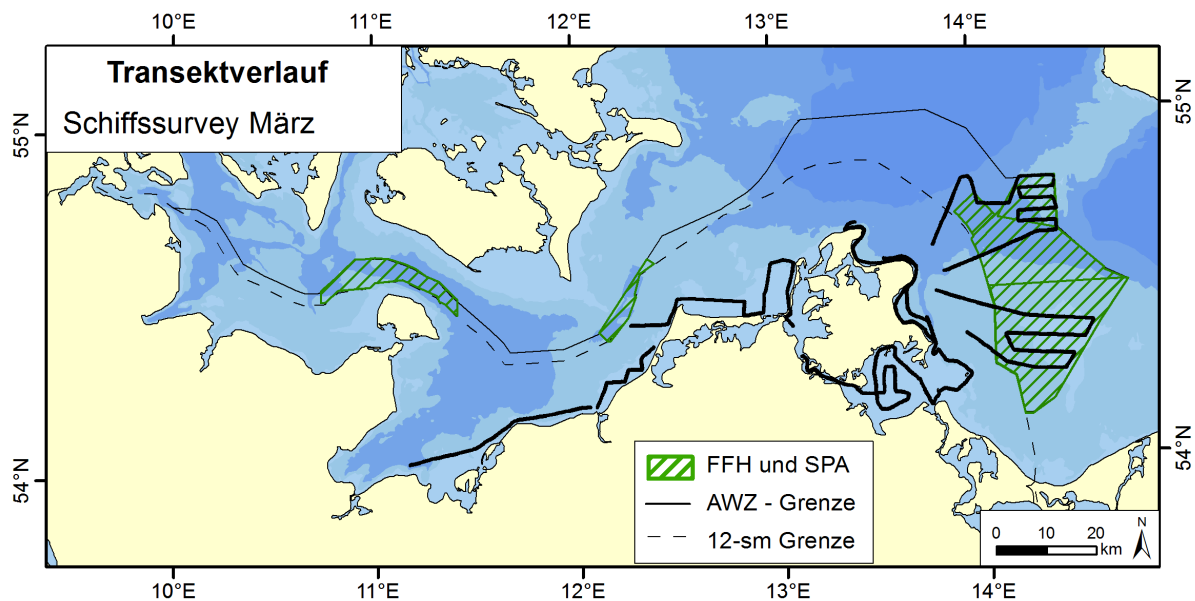 10°E 11°E 12°E 13°E 14°E
Transektverlauf
Schiffssurvey März
55°N
55°N
54°N
54°N
FFH und SPA
AWZ - Grenze
12-sm Grenze
0 10 20
km
N
10°E 11°E 12°E 13°E 14°E